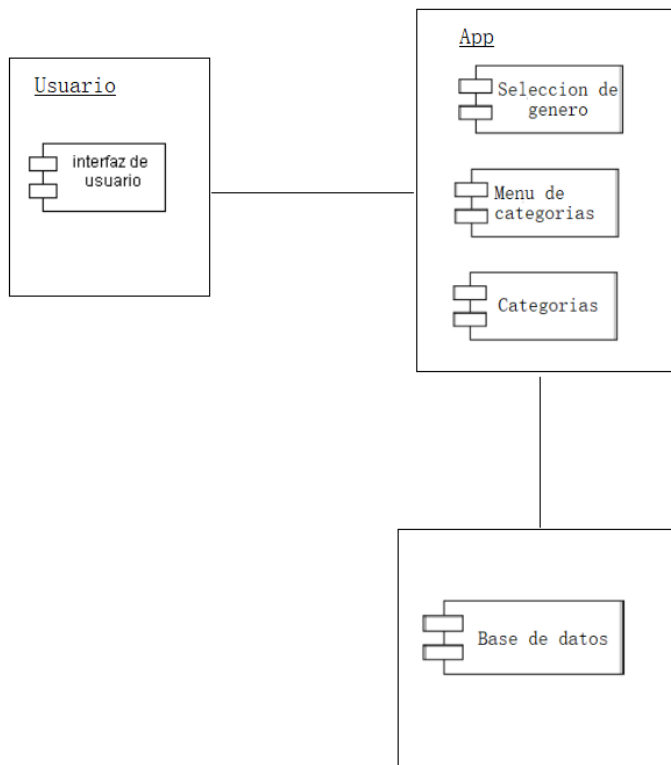 Usuario
interfaz de
usuario
App
Seleccion de
genero
Menu de
categorias
Categorias
Base de datos